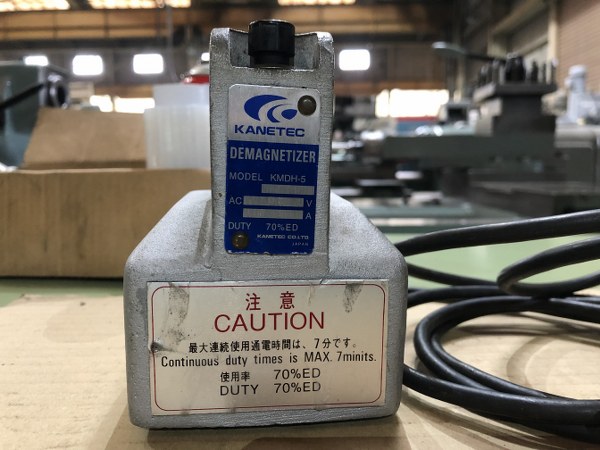 KANETEC
DEMAGNETIZER
MODEL KMDH-5
AC V
A
DUTY 70%ED
KANETEC CO.,LTD.
JAPAN
注意
CAUTION
最大連続使用通電時間は、7分です。
Continuous duty times is MAX. 7minits.
使用率 70%ED
DUTY 70%ED